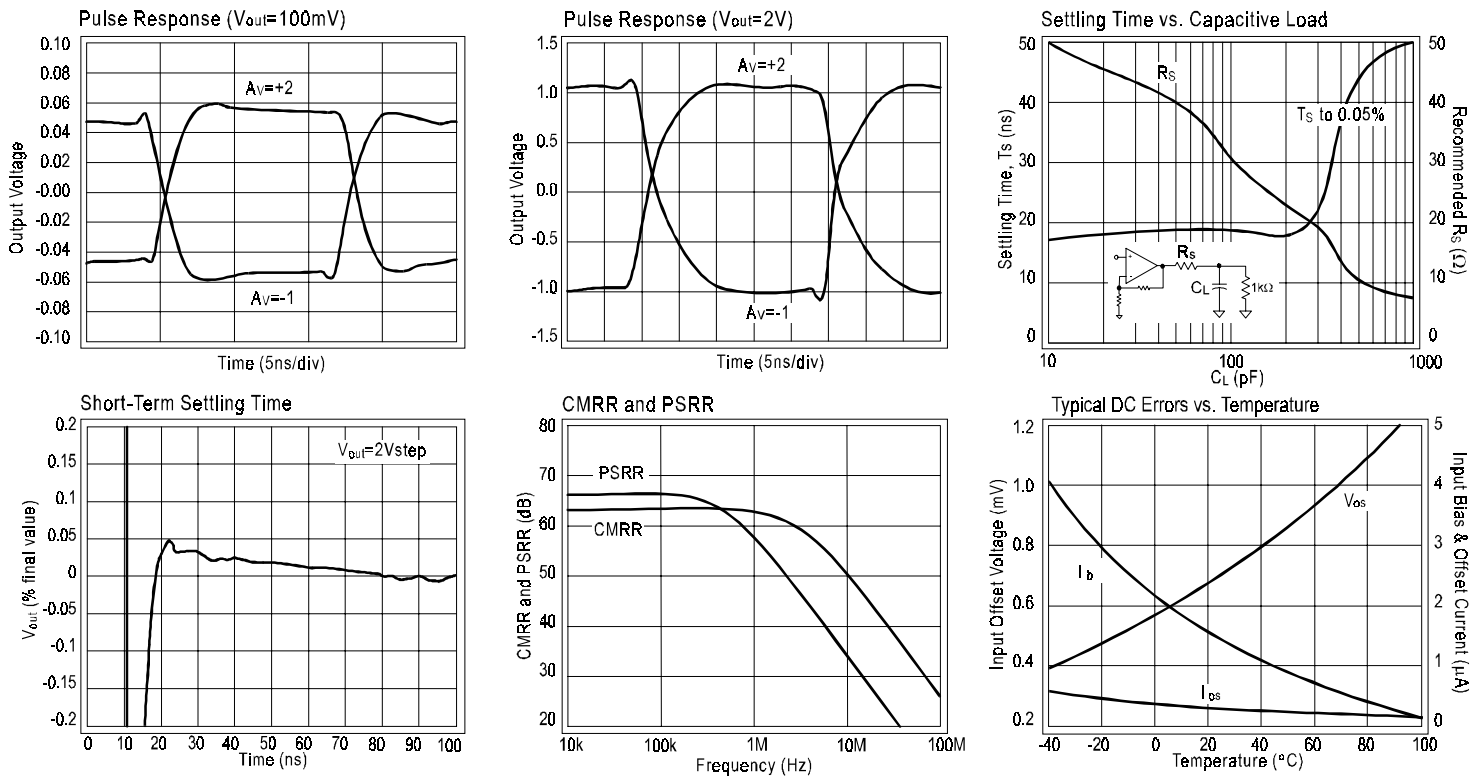 Pulse Response (Vout=100mV)
Output Voltage
0.10
0.08
0.06
0.04
0.02
-0.00
-0.02
-0.04
-0.06
-0.08
0.10
AV=+2
AV=-1
Time (5ns/div)
Pulse Response (Vout=2V)
Output Voltage
1.5
1.0
0.5
0.0
-0.5
-1.0
-1.5
AV=+2
AV=-1
Time (5ns/div)
Settling Time vs. Capacitive Load
Settling Time, TS (ns)
50
40
30
20
10
0
RS
TS to 0.05%
RS
CL
1kΩ
+
-
50
40
30
20
10
0
Recommended RS (Ω)
10 100 1000
CL (pF)
Short-Term Settling Time
Vout (% final value)
0.2
0.15
0.1
0.05
0
-0.05
-0.1
-0.15
-0.2
Vout=2Vstep
0 10 20 30 40 50 60 70 80 90 100
Time (ns)
CMRR and PSRR
CMRR and PSRR (dB)
80
70
60
50
40
30
20
PSRR
CMRR
10k 100k 1M 10M 100M
Frequency (Hz)
Typical DC Errors vs. Temperature
Input Offset Voltage (mV)
1.2
1.0
0.8
0.6
0.4
0.2
Vos
Ib
Ios
5
4
3
2
1
0
Input Bias & Offset Current (μA)
-40 -20 0 20 40 60 80 100
Temperature (°C)